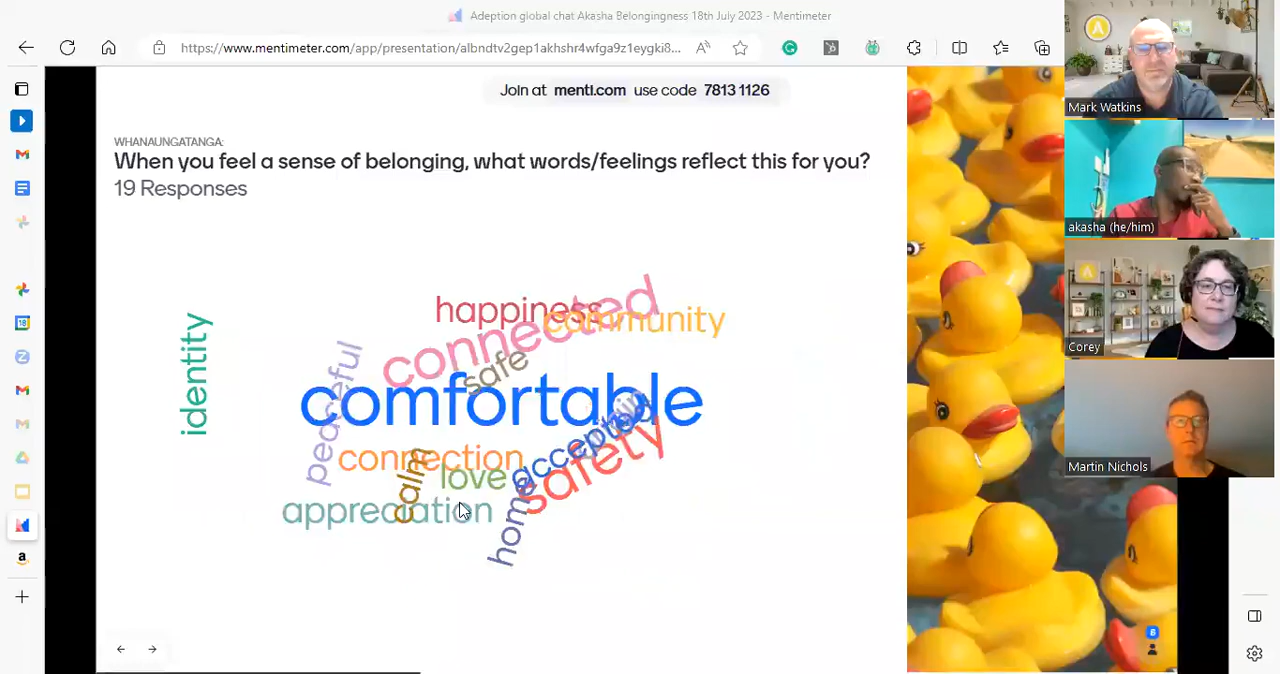 Adeption global chat Akasha Belongingness 18th July 2023 - Mentimeter
https://www.mentimeter.com/app/presentation/albndtv2gep1akhshr4wfga9z1eygki8...
Join at menti.com use code 7813 1126
WHANAUNGATANGA:
When you feel a sense of belonging, what words/feelings reflect this for you?
19 Responses
happiness
connected
community
identity
peaceful
safe
comfortable
connection
calm
love
accepted
safety
appreciation
home
Mark Watkins
akasha (he/him)
Corey
Martin Nichols
18
8